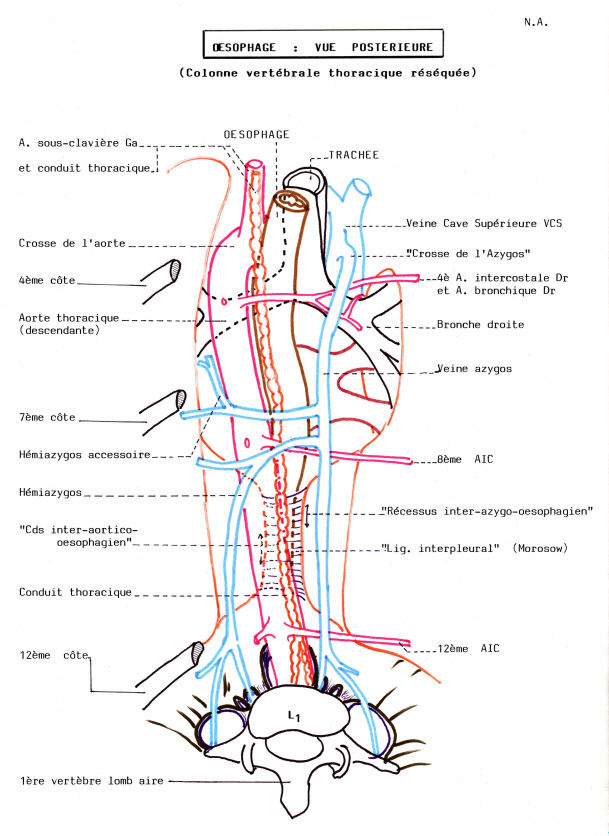 N.A.
OESOPHAGE : VUE POSTERIEURE
(Colonne vertébrale thoracique réséquée)
A. sous-clavière Ga
et conduit thoracique
OESOPHAGE
TRACHEE
Veine Cave Supérieure VCS
Crosse de l'aorte
"Crosse de l'Azygos"
4ème côte
4è A. intercostale Dr
et A. bronchique Dr
Aorte thoracique
(descendante)
Bronche droite
Veine azygos
7ème côte
Hémiazygos accessoire
8ème AIC
Hémiazygos
"Récessus inter-azygo-oesophagien"
"Cds inter-aortico-
oesophagien"
"Lig. interpleural" (Morosow)
Conduit thoracique
12ème côte
12ème AIC
L1
1ère vertèbre lomb aire